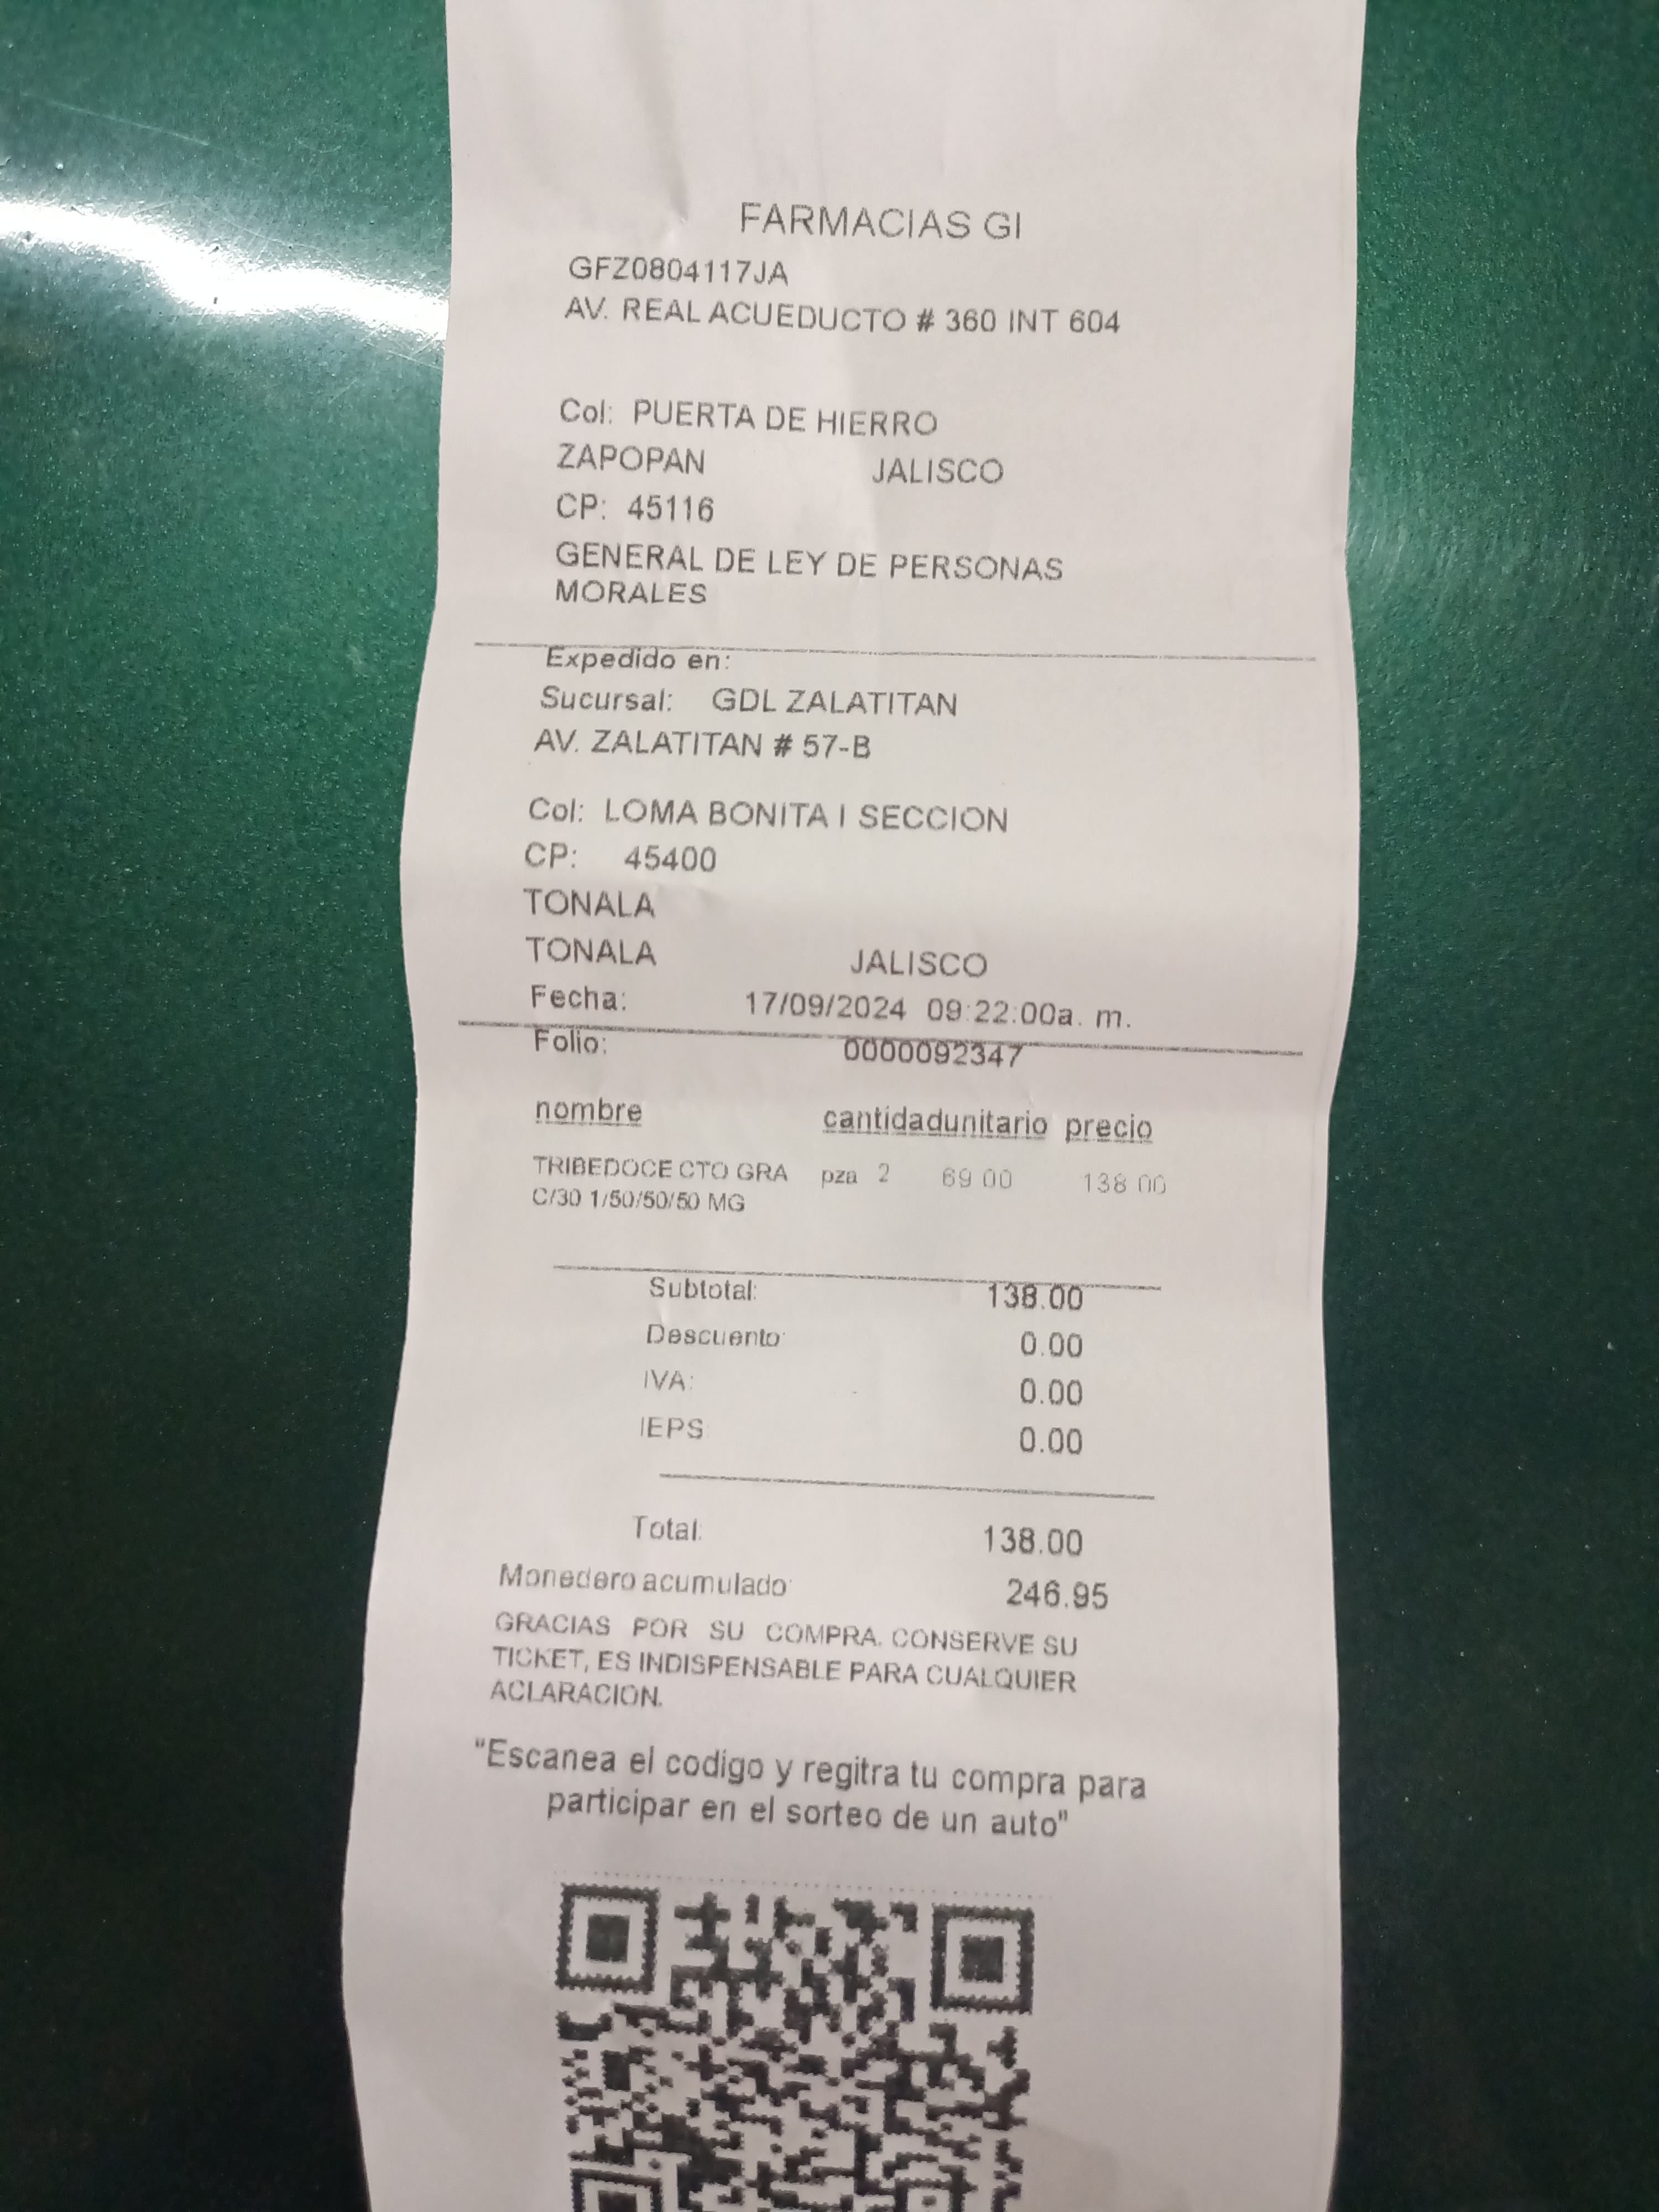 FARMACIAS GI
GFZ0804117JA
AV. REAL ACUEDUCTO # 360 INT 604
Col: PUERTA DE HIERRO
ZAPOPAN JALISCO
CP: 45116
GENERAL DE LEY DE PERSONAS
MORALES
Expedido en:
Sucursal: GDL ZALATITAN
AV. ZALATITAN # 57-B
Col: LOMA BONITA I SECCION
CP: 45400
TONALA
TONALA JALISCO
Fecha: 17/09/2024 09:22:00a. m.
Folio: 0000092347
nombre cantidadunitario precio
TRIBEDOCE CTO GRA pza 2 69.00 138.00
C/30 1/50/50/50 MG
Subtotal: 138.00
Descuento: 0.00
IVA: 0.00
IEPS 0.00
Total: 138.00
Monedero acumulado: 246.95
GRACIAS POR SU COMPRA. CONSERVE SU
TICKET, ES INDISPENSABLE PARA CUALQUIER
ACLARACION.
"Escanea el codigo y regitra tu compra para
participar en el sorteo de un auto"